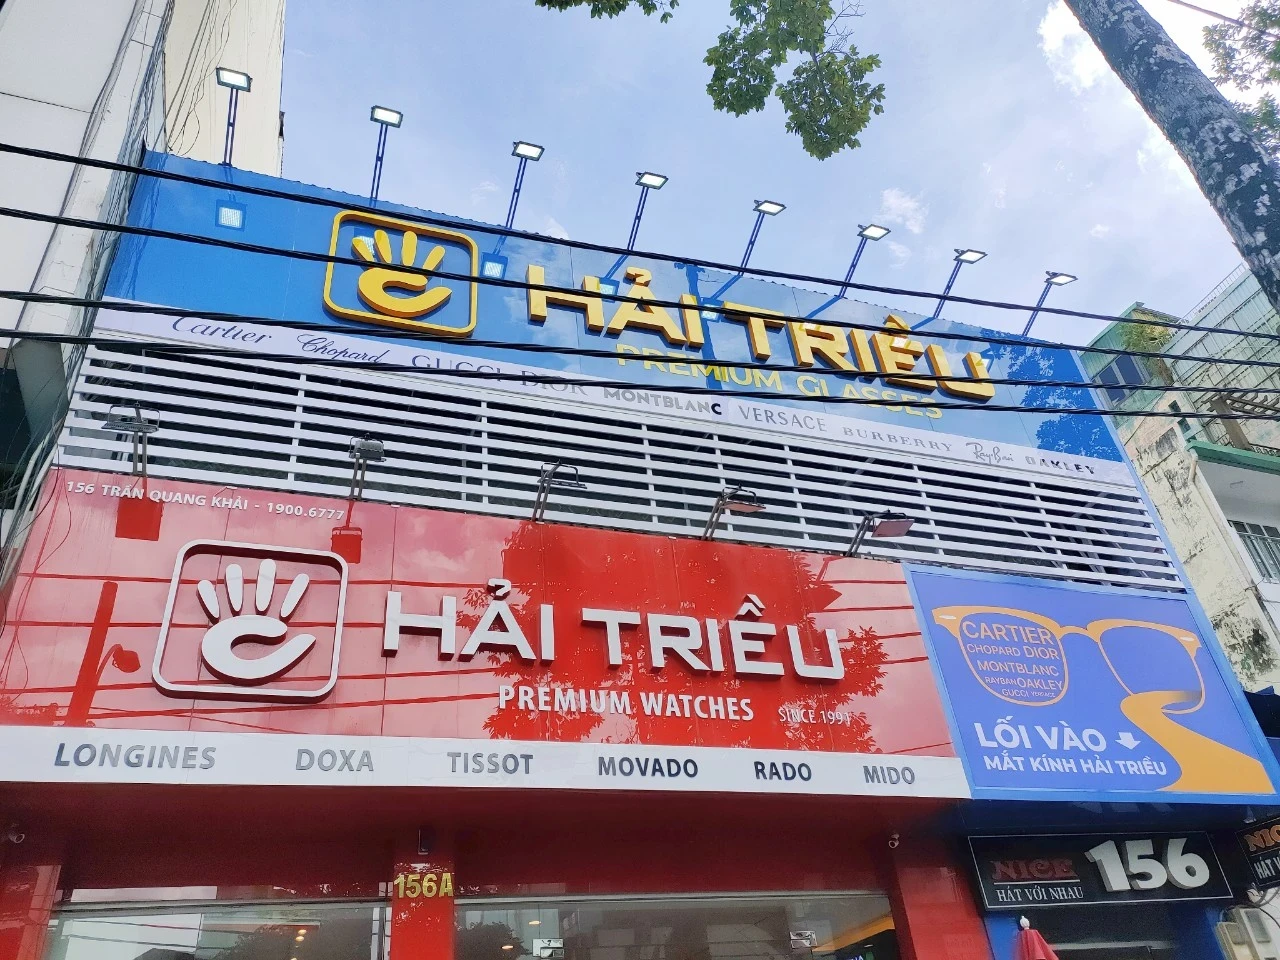 HẢI TRIỀU
PREMIUM GLASSES
Cartier Chopard GUCCI DIOR MONTBLANC VERSACE BURBERRY Ray-Ban OAKLEY
156 TRẦN QUANG KHẢI - 1900.6777
HẢI TRIỀU
PREMIUM WATCHES SINCE 1991
LONGINES DOXA TISSOT MOVADO RADO MIDO
CARTIER
CHOPARD DIOR
MONTBLANC
RAYBAN OAKLEY
GUCCI VERSACE
LỐI VÀO
MẮT KÍNH HẢI TRIỀU
156A
NICE 156
HÁT VỚI NHAU